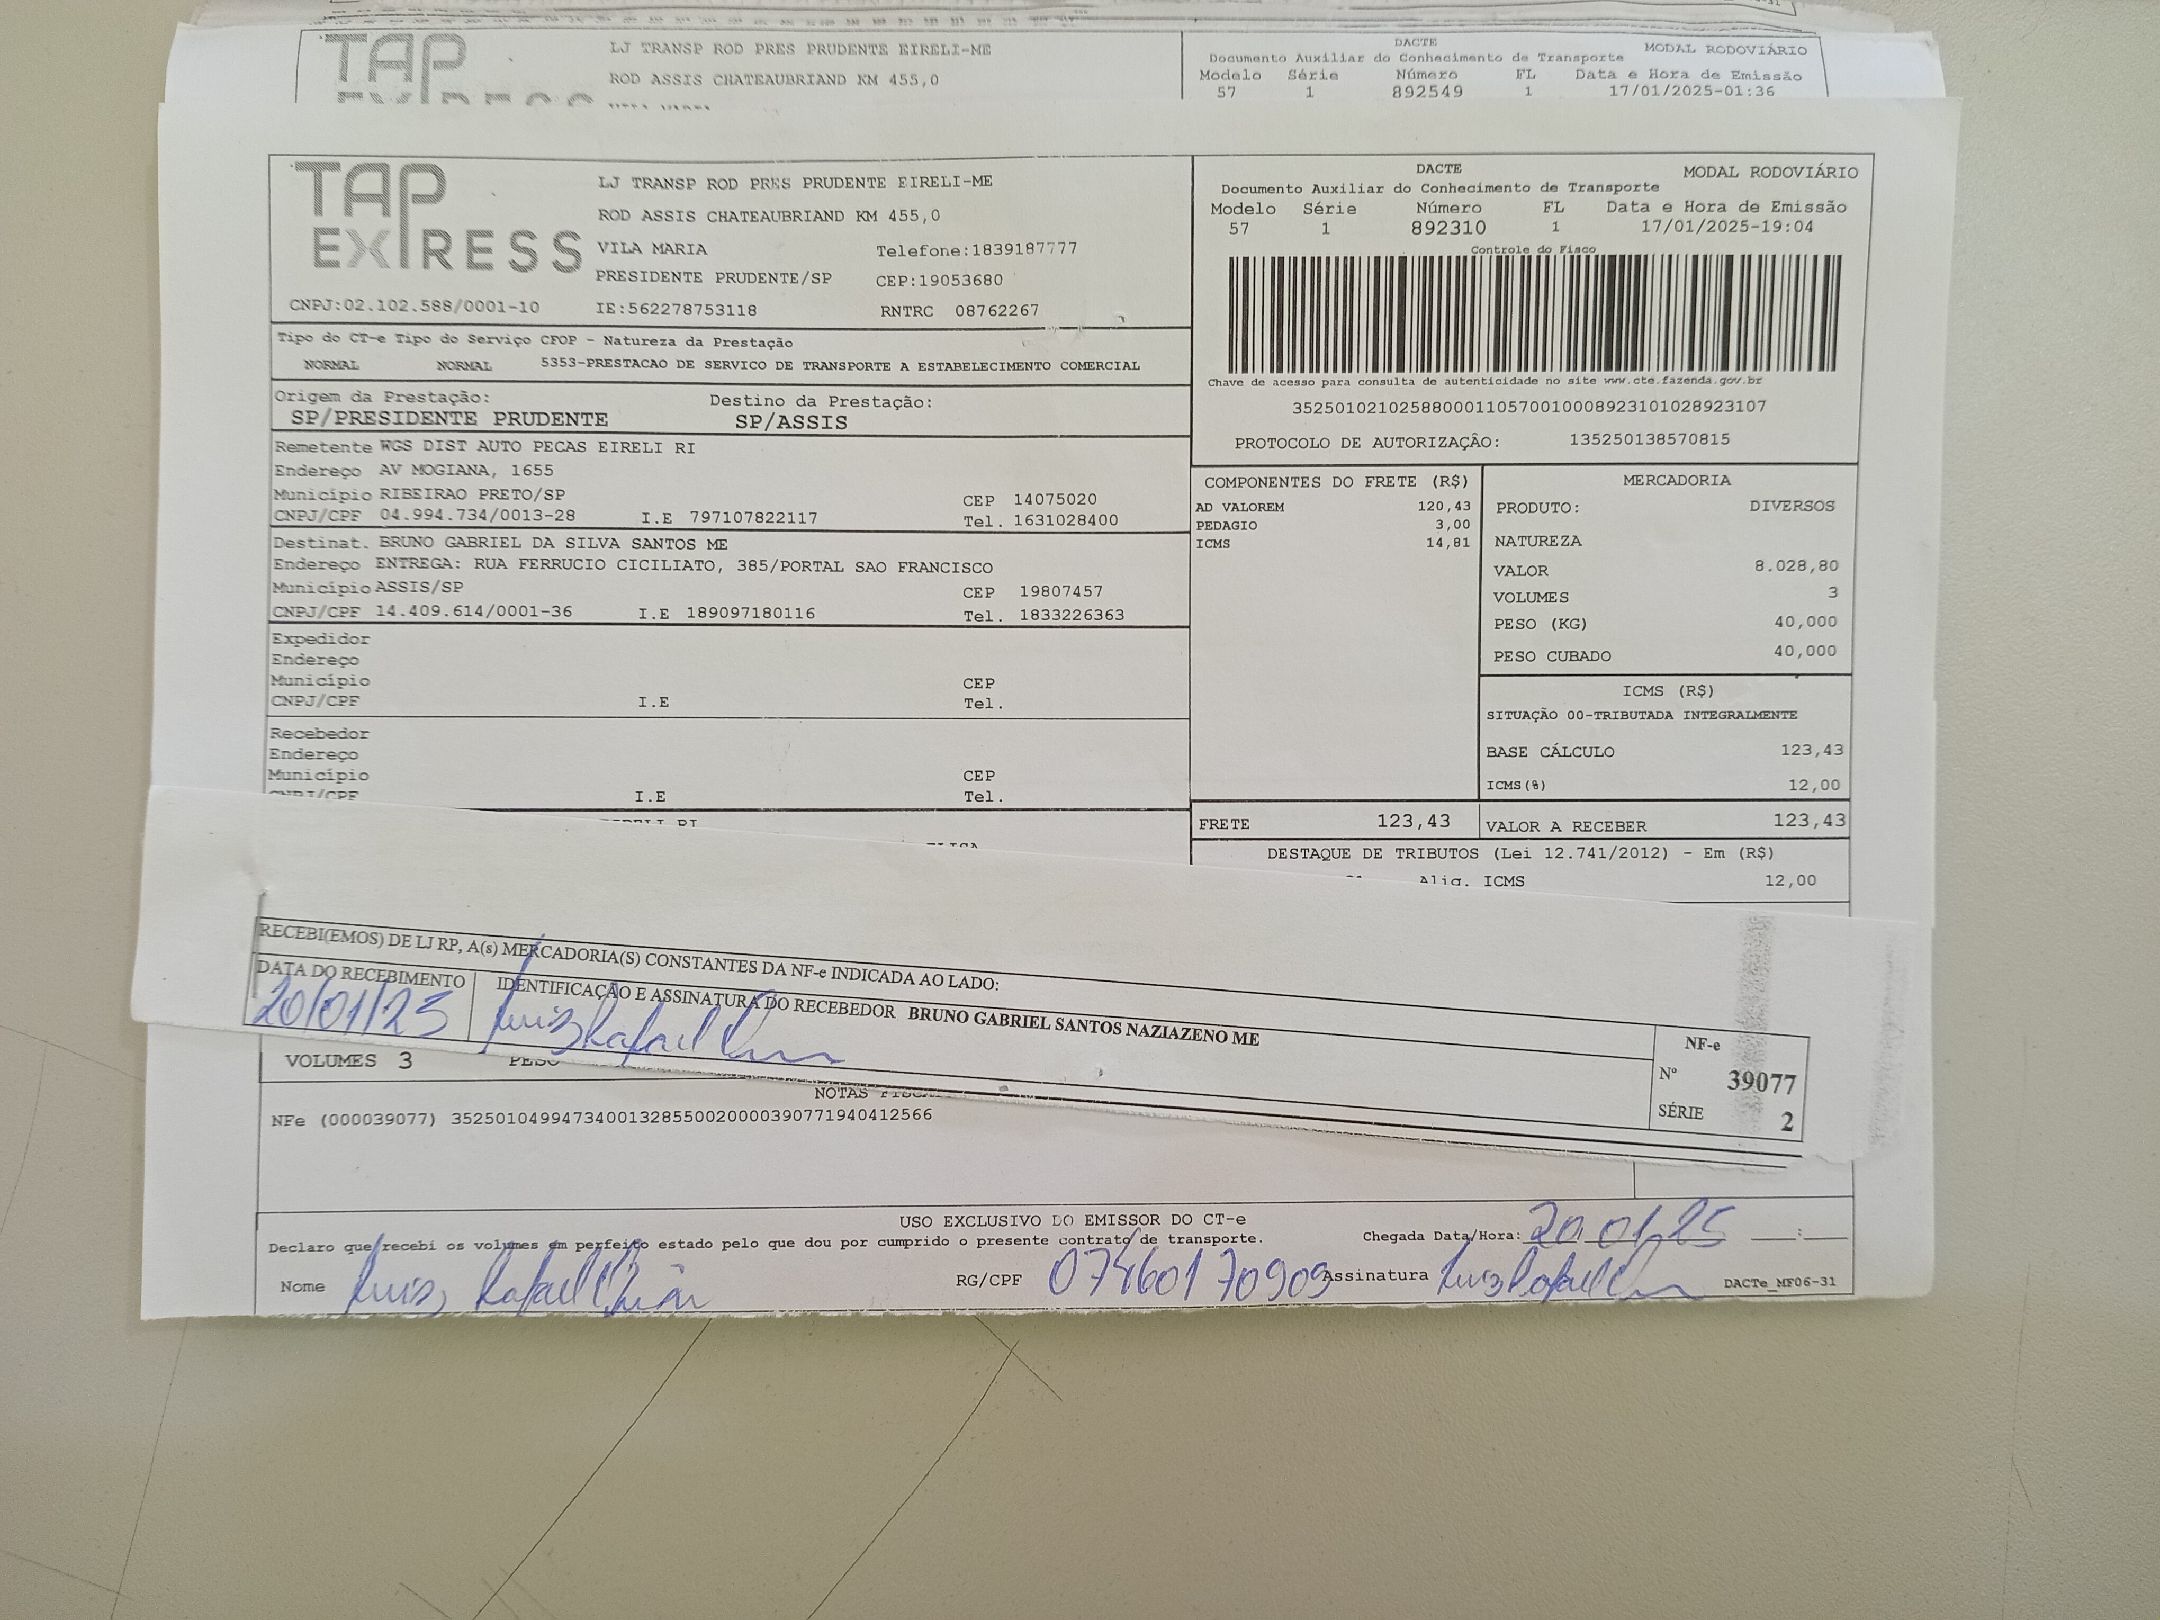 TAP
LJ TRANSP ROD PRES PRUDENTE EIRELI-ME
ROD ASSIS CHATEAUBRIAND KM 455,0
DACTE
MODAL RODOVIÁRIO
Documento Auxiliar do Conhecimento de Transporte
Modelo Série Número FL Data e Hora de Emissão
57 1 892549 1 17/01/2025-01:36
TAP
EXPRESS
LJ TRANSP ROD PRES PRUDENTE EIRELI-ME
ROD ASSIS CHATEAUBRIAND KM 455,0
VILA MARIA Telefone:1839187777
PRESIDENTE PRUDENTE/SP CEP:19053680
CNPJ:02.102.588/0001-10 IE:562278753118 RNTRC 08762267
DACTE
MODAL RODOVIÁRIO
Documento Auxiliar do Conhecimento de Transporte
Modelo Série Número FL Data e Hora de Emissão
57 1 892310 1 17/01/2025-19:04
Controle do Fisco
Chave de acesso para consulta de autenticidade no site www.cte.fazenda.gov.br
35250102102588000110570010008923101028923107
PROTOCOLO DE AUTORIZAÇÃO: 135250138570815
Tipo do CT-e Tipo do Serviço CFOP - Natureza da Prestação
NORMAL NORMAL 5353-PRESTACAO DE SERVICO DE TRANSPORTE A ESTABELECIMENTO COMERCIAL
Origem da Prestação: Destino da Prestação:
SP/PRESIDENTE PRUDENTE SP/ASSIS
Remetente WGS DIST AUTO PECAS EIRELI RI
Endereço AV MOGIANA, 1655
Município RIBEIRAO PRETO/SP CEP 14075020
CNPJ/CPF 04.994.734/0013-28 I.E 797107822117 Tel. 1631028400
Destinat. BRUNO GABRIEL DA SILVA SANTOS ME
Endereço ENTREGA: RUA FERRUCIO CICILIATO, 385/PORTAL SAO FRANCISCO
Município ASSIS/SP CEP 19807457
CNPJ/CPF 14.409.614/0001-36 I.E 189097180116 Tel. 1833226363
Expedidor
Endereço
Município CEP
CNPJ/CPF I.E Tel.
Recebedor
Endereço
Município CEP
CNPJ/CPF I.E Tel.
COMPONENTES DO FRETE (R$)
AD VALOREM 120,43
PEDAGIO 3,00
ICMS 14,81
MERCADORIA
PRODUTO: DIVERSOS
NATUREZA
VALOR 8.028,80
VOLUMES 3
PESO (KG) 40,000
PESO CUBADO 40,000
ICMS (R$)
SITUAÇÃO 00-TRIBUTADA INTEGRALMENTE
BASE CÁLCULO 123,43
ICMS(%) 12,00
FRETE 123,43 VALOR A RECEBER 123,43
DESTAQUE DE TRIBUTOS (Lei 12.741/2012) - Em (R$)
Aliq. ICMS 12,00
RECEBI(EMOS) DE LJ RP, A(s) MERCADORIA(S) CONSTANTES DA NF-e INDICADA AO LADO:
DATA DO RECEBIMENTO IDENTIFICAÇÃO E ASSINATURA DO RECEBEDOR BRUNO GABRIEL SANTOS NAZIAZENO ME
20/01/25 Luis Rafael
NF-e
Nº 39077
SÉRIE 2
VOLUMES 3 PESO
NOTAS
NFe (000039077) 35250104994734001328550020000390771940412566
USO EXCLUSIVO DO EMISSOR DO CT-e
Declaro que recebi os volumes em perfeito estado pelo que dou por cumprido o presente contrato de transporte.
Chegada Data/Hora: 20.01.25 :
Nome Luis Rafael RG/CPF 07460170909 Assinatura Luis Rafael DACTe_MF06-31